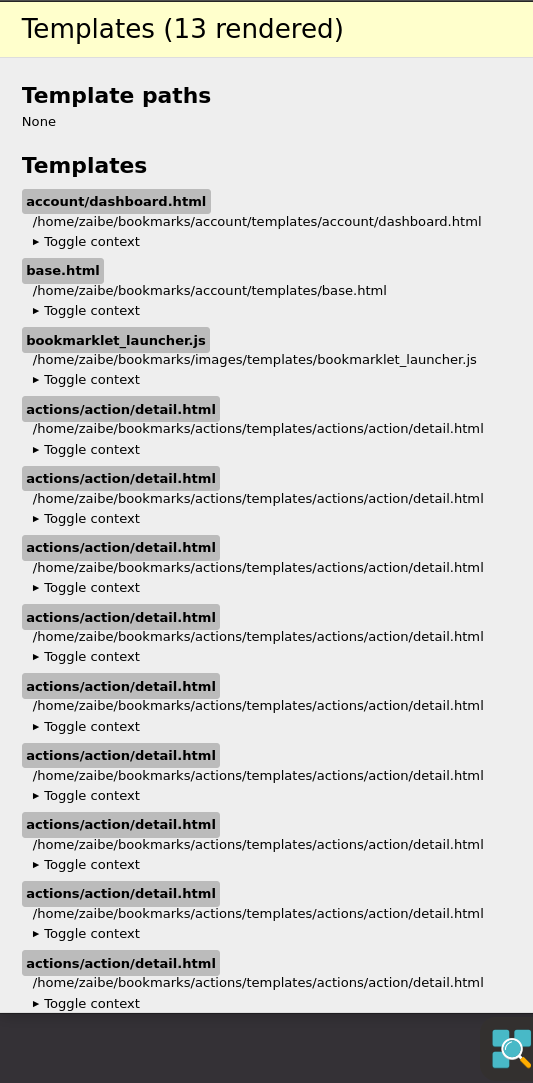 Templates (13 rendered)
Template paths
None
Templates
account/dashboard.html
/home/zaibe/bookmarks/account/templates/account/dashboard.html
▸ Toggle context
base.html
/home/zaibe/bookmarks/account/templates/base.html
▸ Toggle context
bookmarklet_launcher.js
/home/zaibe/bookmarks/images/templates/bookmarklet_launcher.js
▸ Toggle context
actions/action/detail.html
/home/zaibe/bookmarks/actions/templates/actions/action/detail.html
▸ Toggle context
actions/action/detail.html
/home/zaibe/bookmarks/actions/templates/actions/action/detail.html
▸ Toggle context
actions/action/detail.html
/home/zaibe/bookmarks/actions/templates/actions/action/detail.html
▸ Toggle context
actions/action/detail.html
/home/zaibe/bookmarks/actions/templates/actions/action/detail.html
▸ Toggle context
actions/action/detail.html
/home/zaibe/bookmarks/actions/templates/actions/action/detail.html
▸ Toggle context
actions/action/detail.html
/home/zaibe/bookmarks/actions/templates/actions/action/detail.html
▸ Toggle context
actions/action/detail.html
/home/zaibe/bookmarks/actions/templates/actions/action/detail.html
▸ Toggle context
actions/action/detail.html
/home/zaibe/bookmarks/actions/templates/actions/action/detail.html
▸ Toggle context
actions/action/detail.html
/home/zaibe/bookmarks/actions/templates/actions/action/detail.html
▸ Toggle context